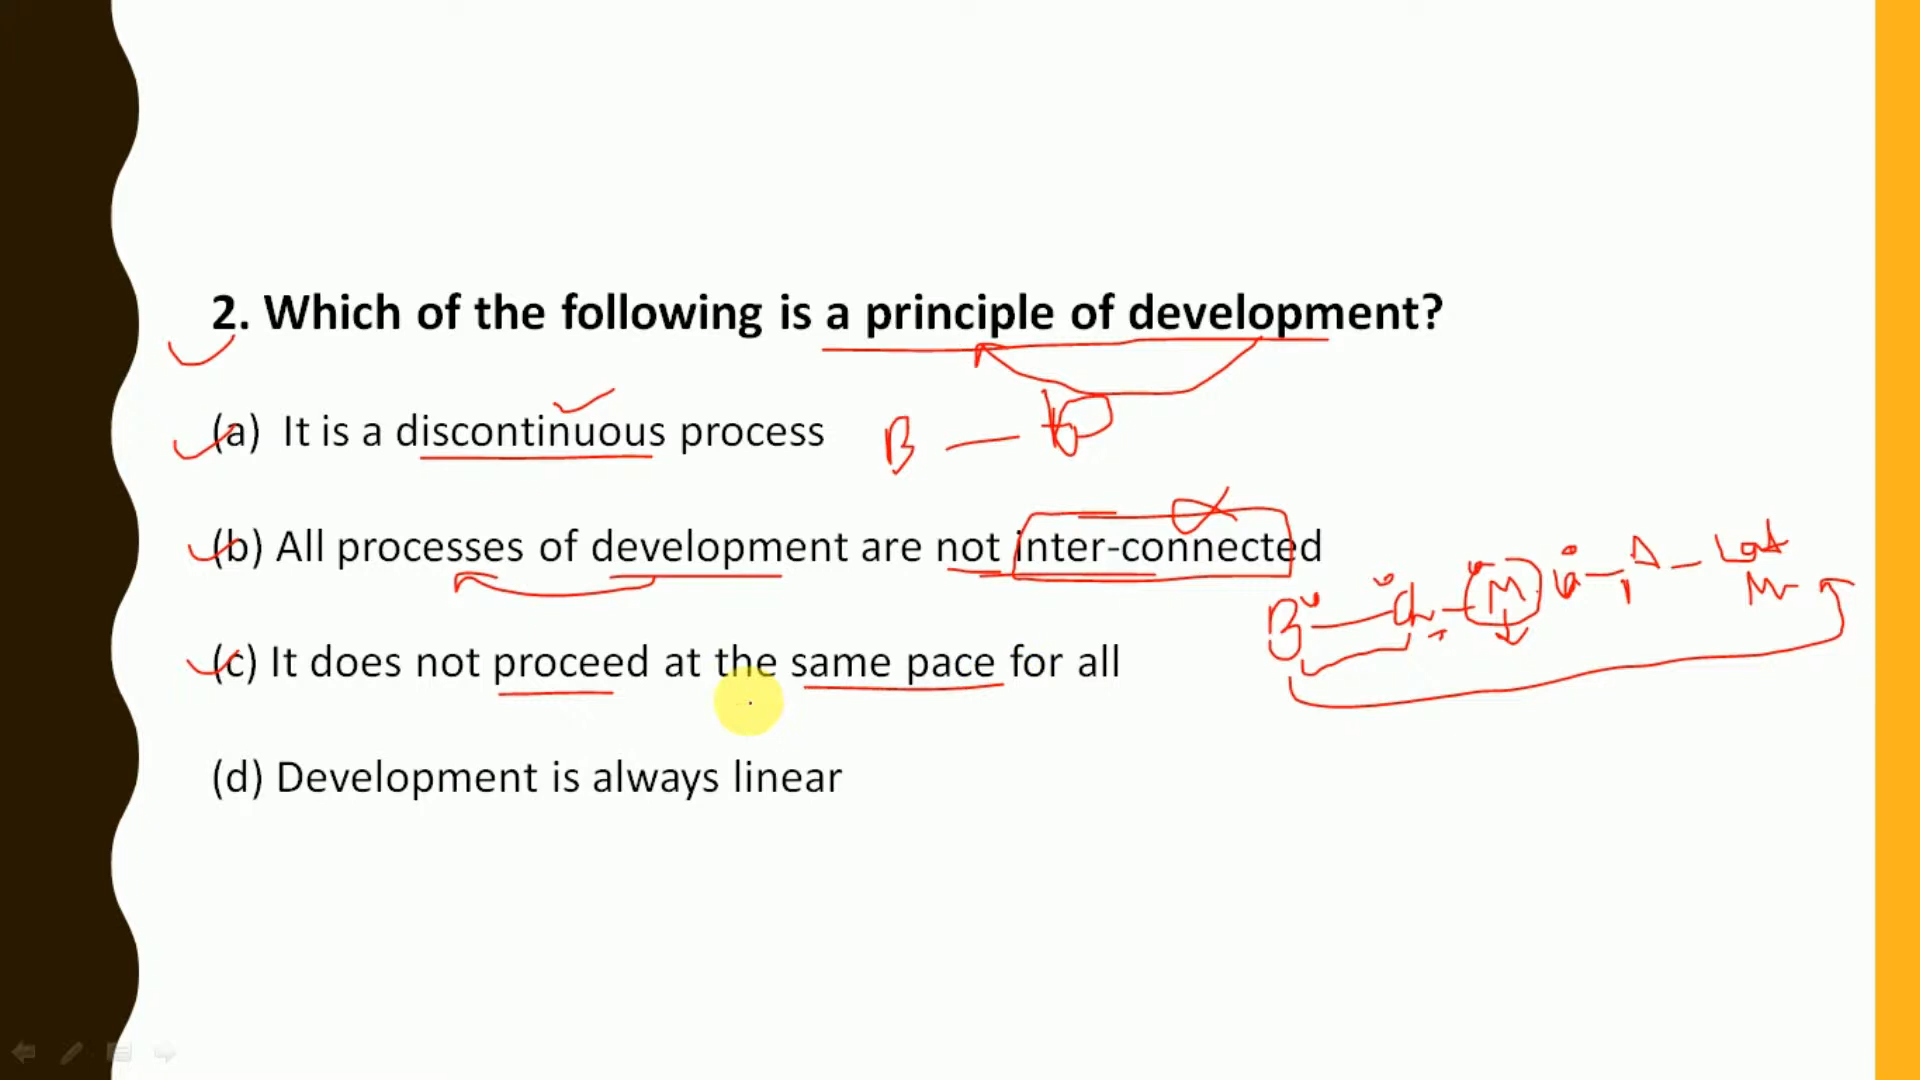 2. Which of the following is a principle of development?
(a) It is a discontinuous process
B
(b) All processes of development are not inter-connected
(c) It does not proceed at the same pace for all
B Ch M
(d) Development is always linear